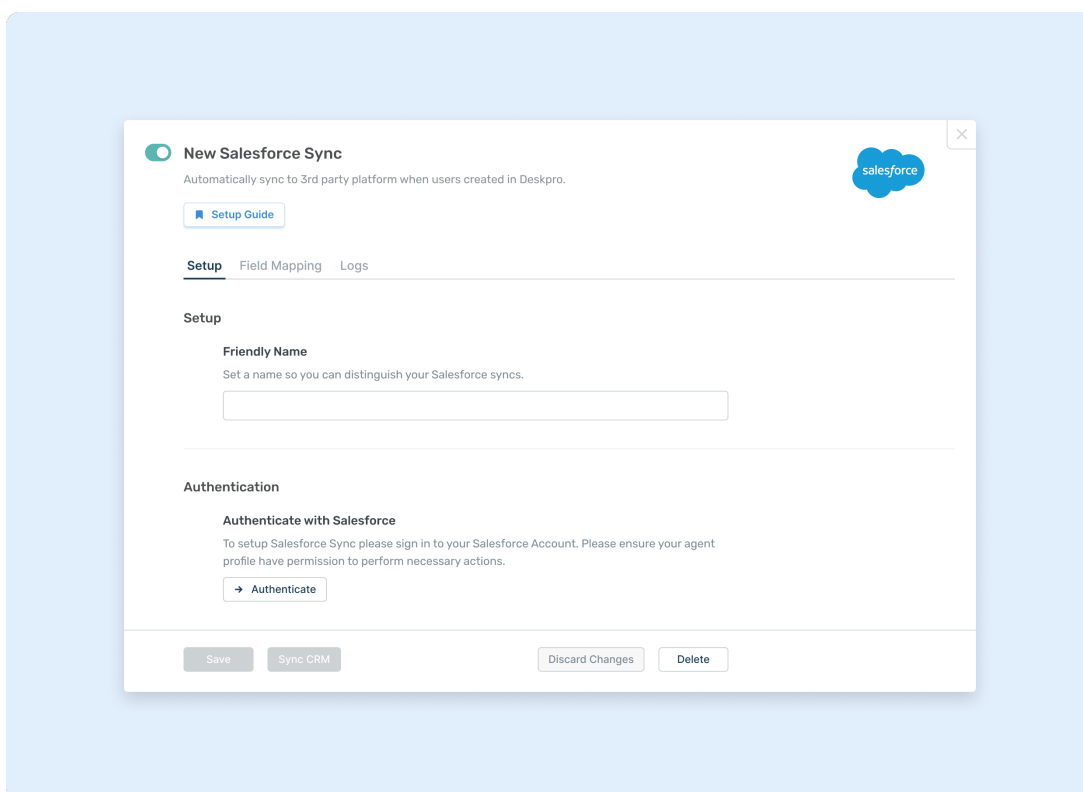 New Salesforce Sync
salesforce
Automatically sync to 3rd party platform when users created in Deskpro.
Setup Guide
Setup Field Mapping Logs
Setup
Friendly Name
Set a name so you can distinguish your Salesforce syncs.
Authentication
Authenticate with Salesforce
To setup Salesforce Sync please sign in to your Salesforce Account. Please ensure your agent
profile have permission to perform necessary actions.
Authenticate
Save Sync CRM Discard Changes Delete